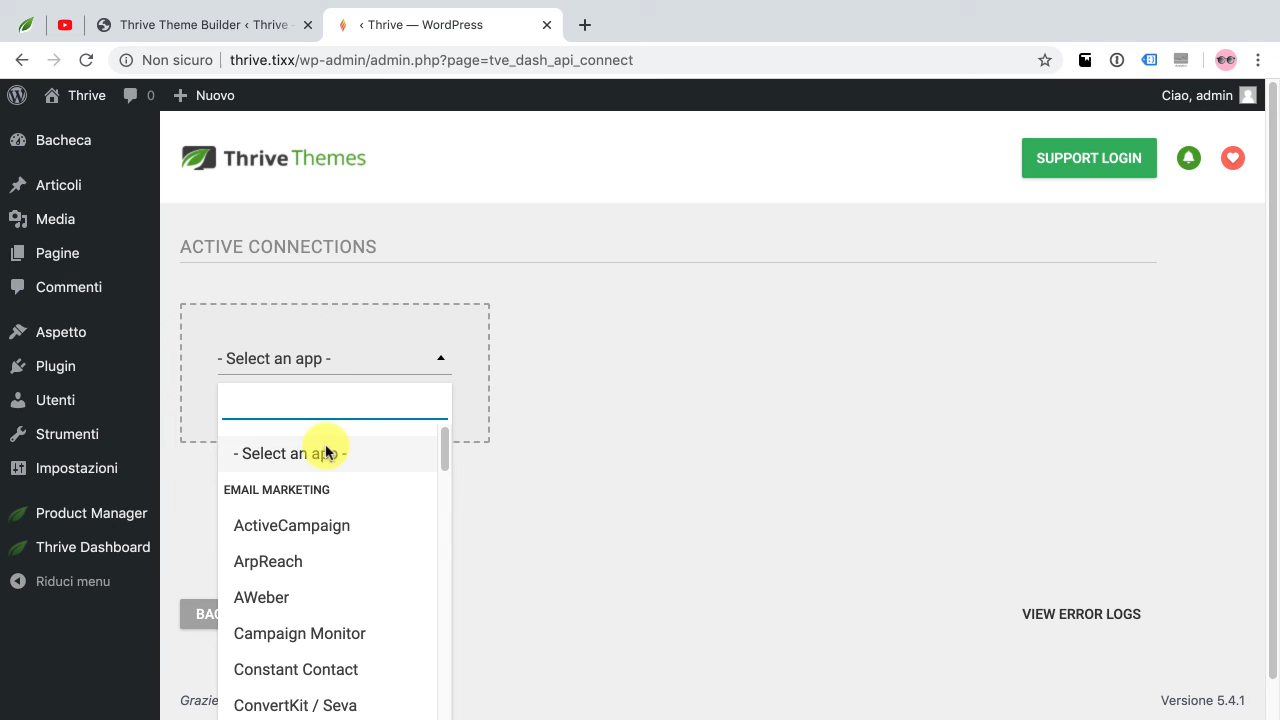 Thrive Theme Builder ‹ Thrive
‹ Thrive — WordPress
Non sicuro
thrive.tixx/wp-admin/admin.php?page=tve_dash_api_connect
Thrive
0
Nuovo
Ciao, admin
Bacheca
Articoli
Media
Pagine
Commenti
Aspetto
Plugin
Utenti
Strumenti
Impostazioni
Product Manager
Thrive Dashboard
Riduci menu
ThriveThemes
SUPPORT LOGIN
ACTIVE CONNECTIONS
- Select an app -
- Select an app -
EMAIL MARKETING
ActiveCampaign
ArpReach
AWeber
Campaign Monitor
Constant Contact
ConvertKit / Seva
VIEW ERROR LOGS
Grazie
Versione 5.4.1